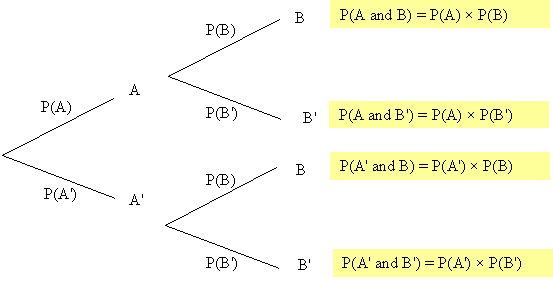 P(B) B P(A and B) = P(A) × P(B)
P(A) A
P(B') B' P(A and B') = P(A) × P(B')
P(A') A'
P(B) B P(A' and B) = P(A') × P(B)
P(B') B' P(A' and B') = P(A') × P(B')